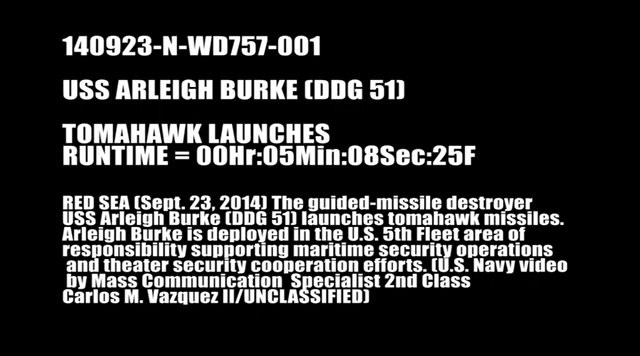 140923-N-WD757-001
USS ARLEIGH BURKE (DDG 51)
TOMAHAWK LAUNCHES
RUNTIME = 00Hr:05Min:08Sec:25F
RED SEA (Sept. 23, 2014) The guided-missile destroyer
USS Arleigh Burke (DDG 51) launches tomahawk missiles.
Arleigh Burke is deployed in the U.S. 5th Fleet area of
responsibility supporting maritime security operations
and theater security cooperation efforts. (U.S. Navy video
by Mass Communication Specialist 2nd Class
Carlos M. Vazquez II/UNCLASSIFIED)